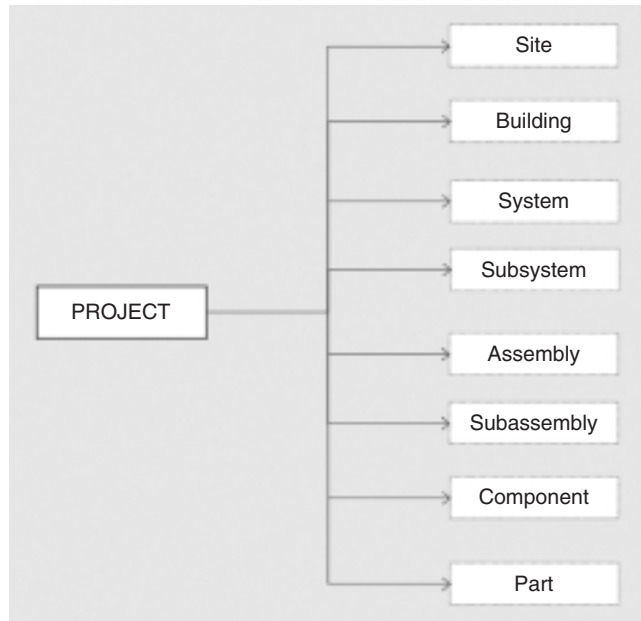 Site
Building
System
Subsystem
PROJECT
Assembly
Subassembly
Component
Part